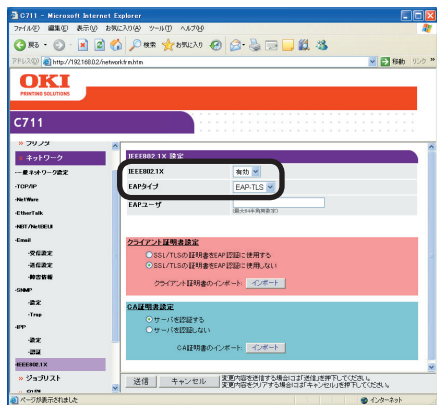 C711 - Microsoft Internet Explorer
ファイル(F) 編集(E) 表示(V) お気に入り(A) ツール(T) ヘルプ(H)
戻る 検索 お気に入り
アドレス(D) http://192.168.0.2/networkfrm.htm 移動 リンク »
OKI
PRINTING SOLUTIONS
C711
» プリンタ
» ネットワーク
一般ネットワーク設定
-TCP/IP
-NetWare
-EtherTalk
-NBT/NetBEUI
-Email
-受信設定
-送信設定
-障害情報
-SNMP
-設定
-Trap
-IPP
-設定
-認証
-IEEE802.1X
» ジョブリスト
» 印刷
IEEE802.1X 設定
IEEE802.1X 有効
EAPタイプ EAP-TLS
EAPユーザ
(最大64半角英数字)
クライアント証明書設定
SSL/TLSの証明書をEAP認証に使用する
SSL/TLSの証明書をEAP認証に使用しない
クライアント証明書のインポート インポート
CA証明書設定
サーバを認証する
サーバを認証しない
CA証明書のインポート インポート
送信 キャンセル
変更内容を送信する場合には「送信」を押下してください。
変更内容をクリアする場合には「キャンセル」を押下してください。
ページが表示されました インターネット